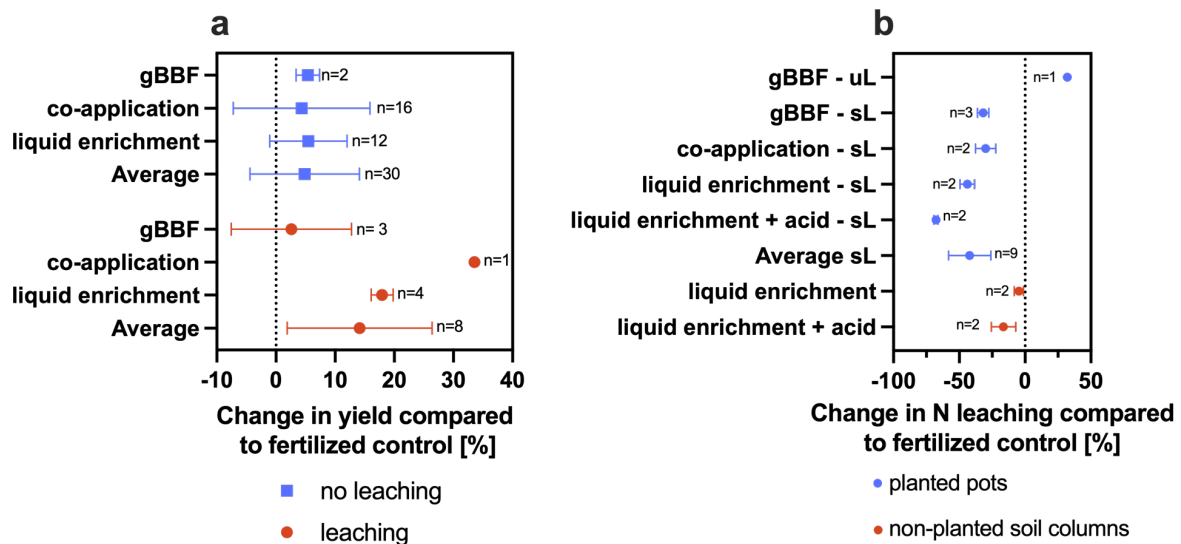 a
gBBF
n=2
co-application
n=16
liquid enrichment
n=12
Average
n=30
gBBF
n= 3
co-application
n=1
liquid enrichment
n=4
Average
n=8
-10 0 10 20 30 40
Change in yield compared
to fertilized control [%]
no leaching
leaching
b
gBBF - uL
n=1
gBBF - sL
n=3
co-application - sL
n=2
liquid enrichment - sL
n=2
liquid enrichment + acid - sL
n=2
Average sL
n=9
liquid enrichment
n=2
liquid enrichment + acid
n=2
-100 -50 0 50
Change in N leaching compared
to fertilized control [%]
planted pots
non-planted soil columns